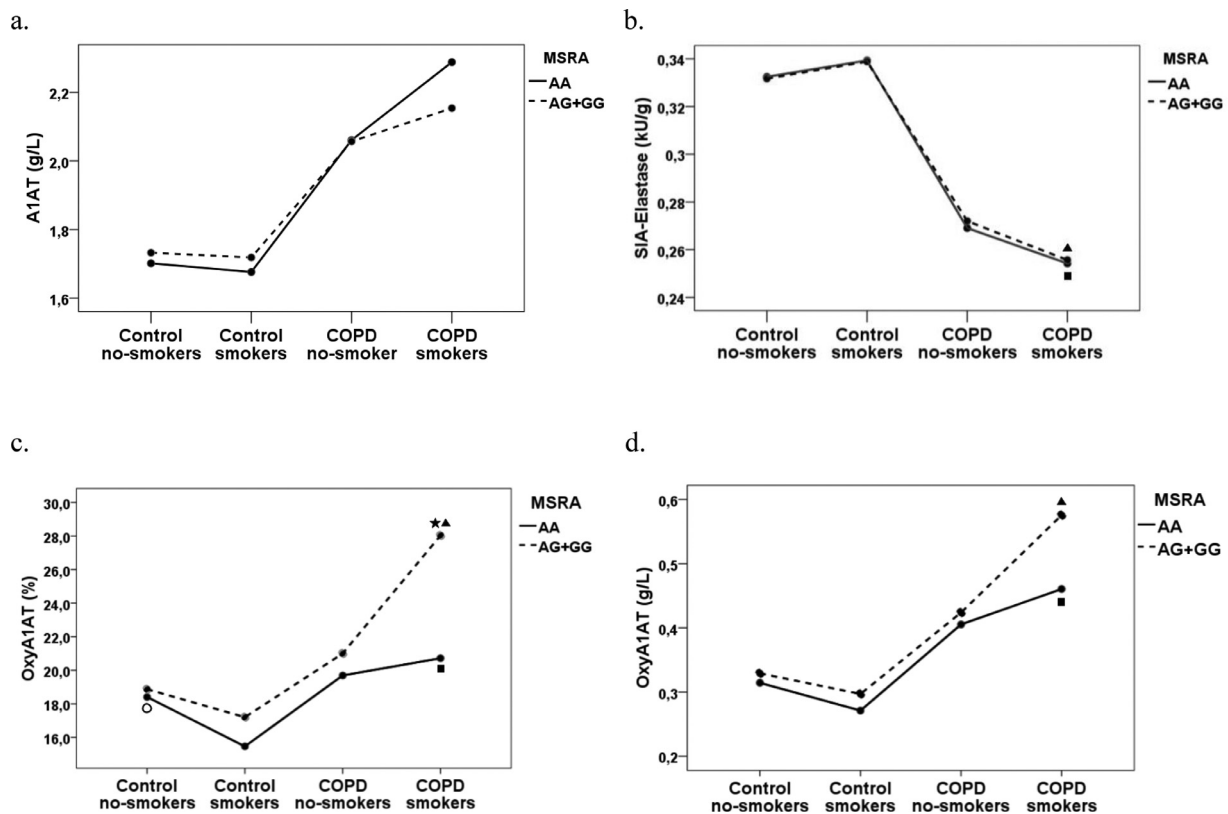 a.
A1AT (g/L)
2,2
2,0
1,8
1,6
Control
no-smokers
Control
smokers
COPD
no-smoker
COPD
smokers
MSRA
AA
AG+GG
b.
SIA-Elastase (kU/g)
0,34
0,32
0,3
0,28
0,26
0,24
Control
no-smokers
Control
smokers
COPD
no-smokers
COPD
smokers
MSRA
AA
AG+GG
c.
OxyA1AT (%)
30,0
28,0
26,0
24,0
22,0
20,0
18,0
16,0
Control
no-smokers
Control
smokers
COPD
no-smokers
COPD
smokers
MSRA
AA
AG+GG
d.
OxyA1AT (g/L)
0,6
0,5
0,4
0,3
0,2
Control
no-smokers
Control
smokers
COPD
no-smokers
COPD
smokers
MSRA
AA
AG+GG